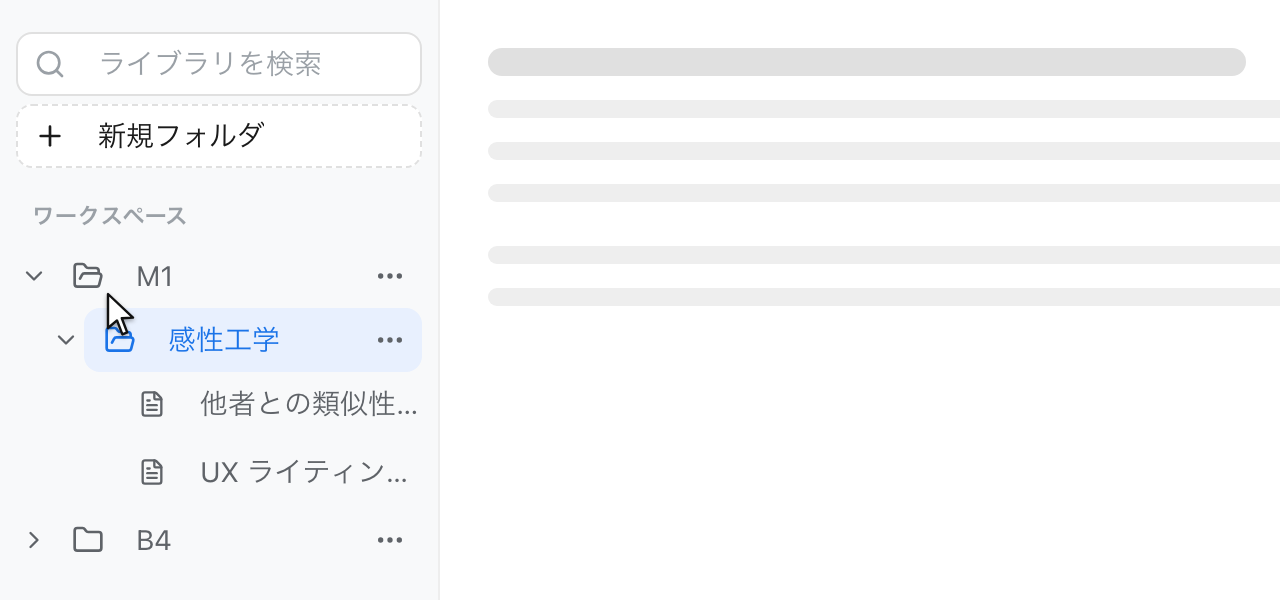 ライブラリを検索
新規フォルダ
ワークスペース
M1
感性工学
他者との類似性...
UX ライティン...
B4